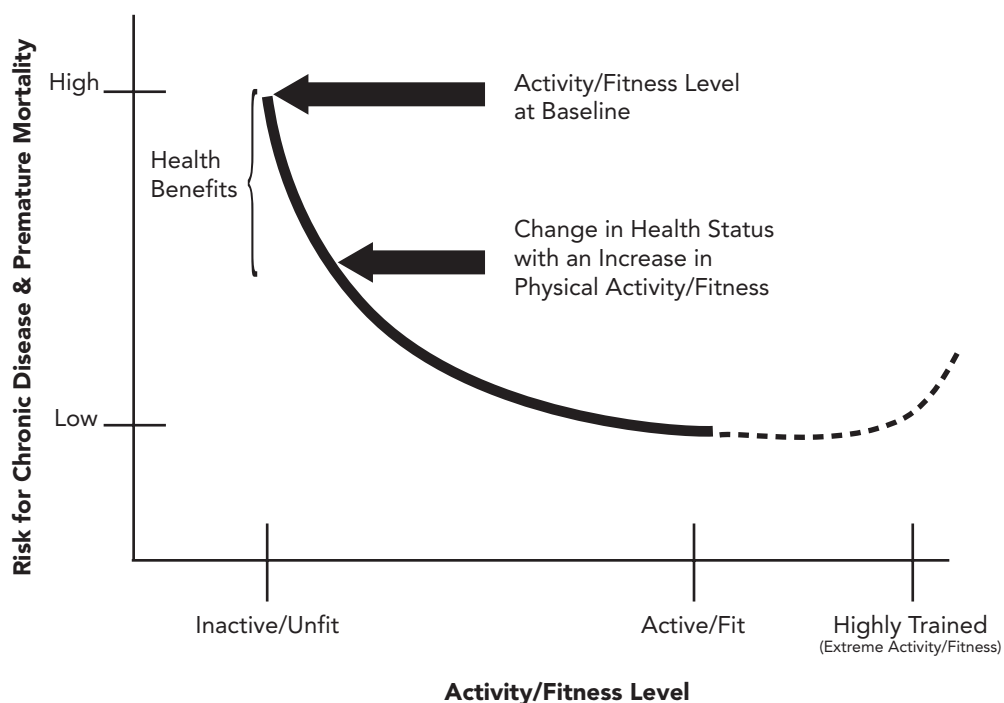 Risk for Chronic Disease & Premature Mortality
High
Low
Health
Benefits
Activity/Fitness Level
at Baseline
Change in Health Status
with an Increase in
Physical Activity/Fitness
Inactive/Unfit
Active/Fit
Highly Trained
(Extreme Activity/Fitness)
Activity/Fitness Level